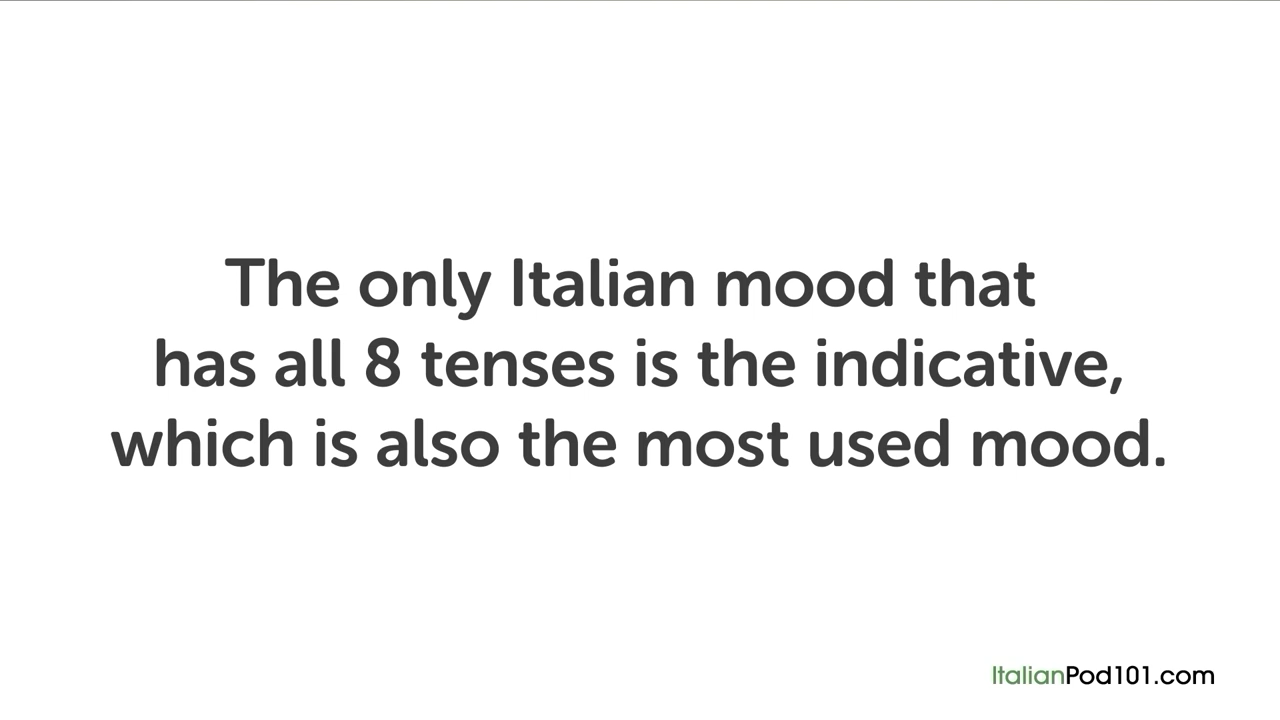 The only Italian mood that
has all 8 tenses is the indicative,
which is also the most used mood.
ItalianPod101.com